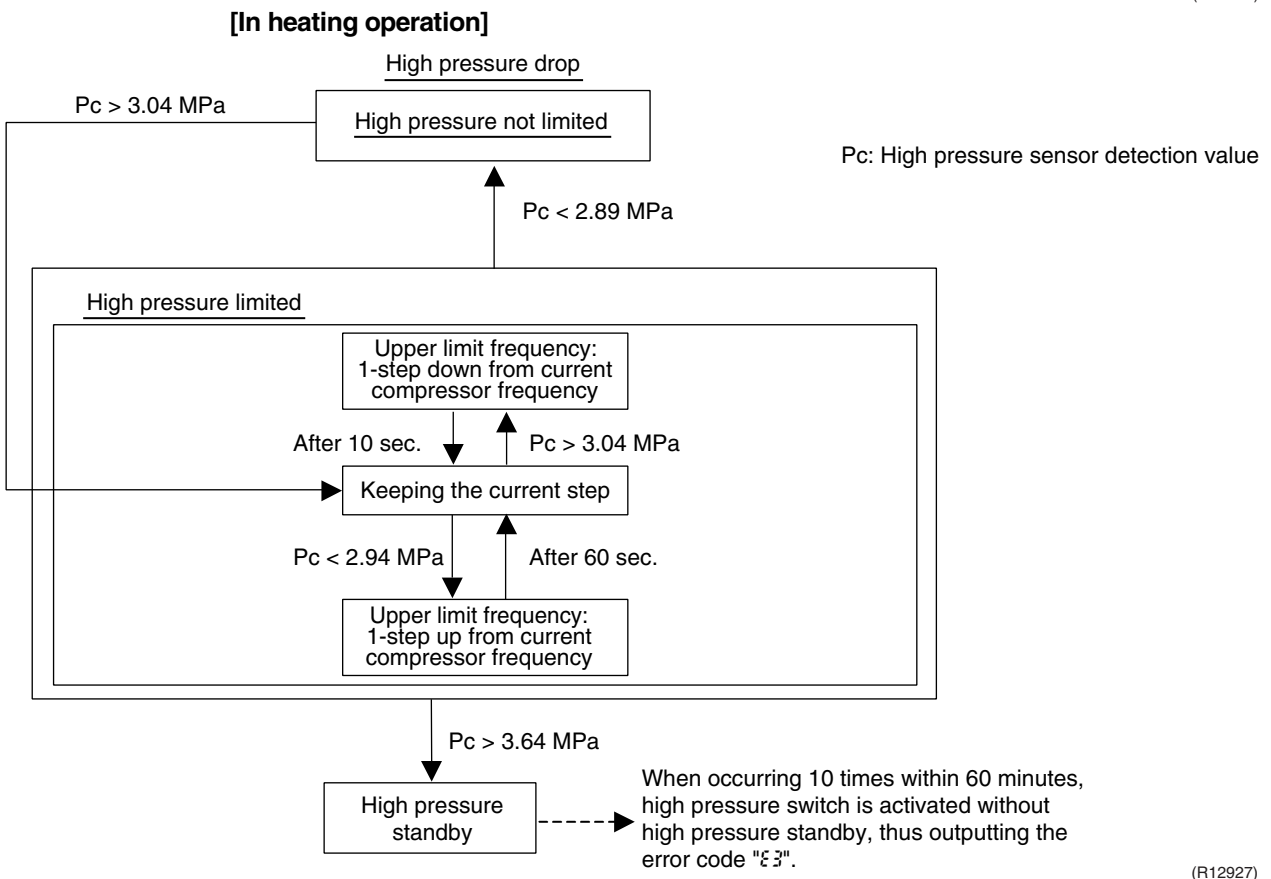 [In heating operation]
High pressure drop
Pc > 3.04 MPa
High pressure not limited
Pc: High pressure sensor detection value
Pc < 2.89 MPa
High pressure limited
Upper limit frequency:
1-step down from current
compressor frequency
After 10 sec.
Pc > 3.04 MPa
Keeping the current step
Pc < 2.94 MPa
After 60 sec.
Upper limit frequency:
1-step up from current
compressor frequency
Pc > 3.64 MPa
High pressure
standby
When occurring 10 times within 60 minutes,
high pressure switch is activated without
high pressure standby, thus outputting the
error code "E3".
(R12927)